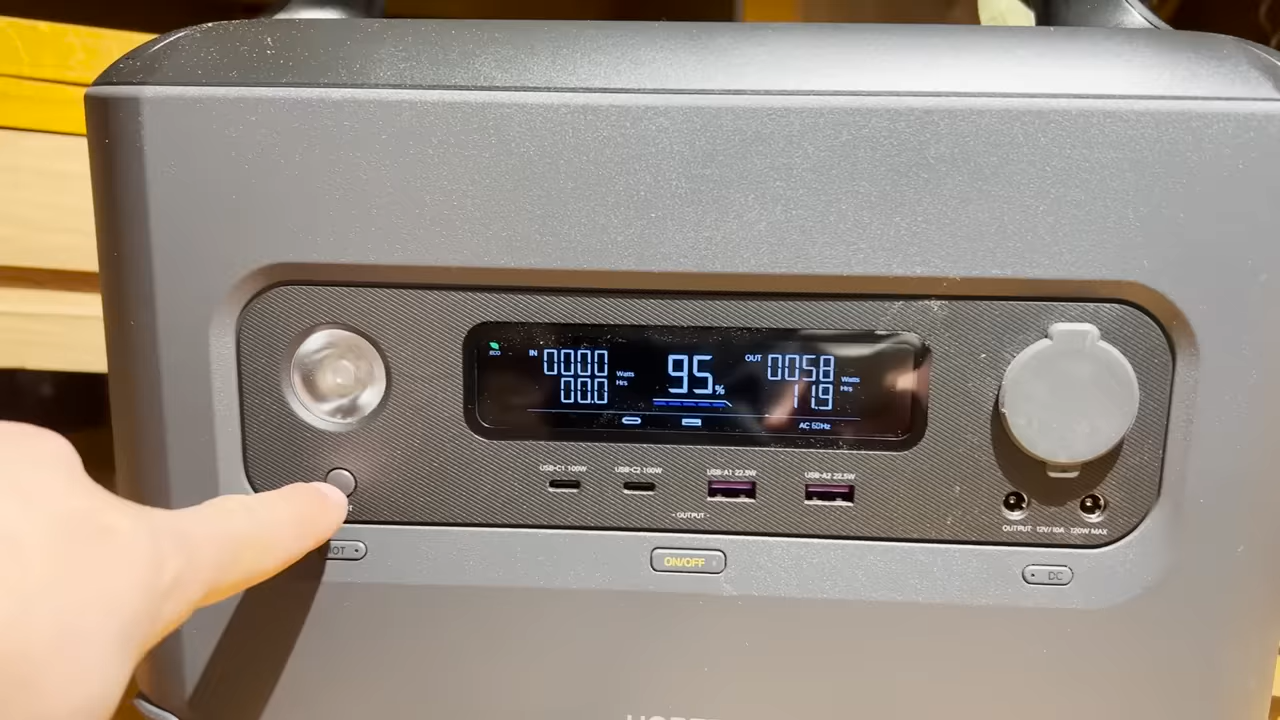 ECO
IN 0000 Watts
00.0 Hrs
95%
OUT 0058 Watts
11.9 Hrs
AC 50Hz
USB-C1 100W
USB-C2 100W
USB-A1 22.5W
USB-A2 22.5W
- OUTPUT -
OUTPUT 12V/10A 120W MAX
IOT
ON/OFF
DC